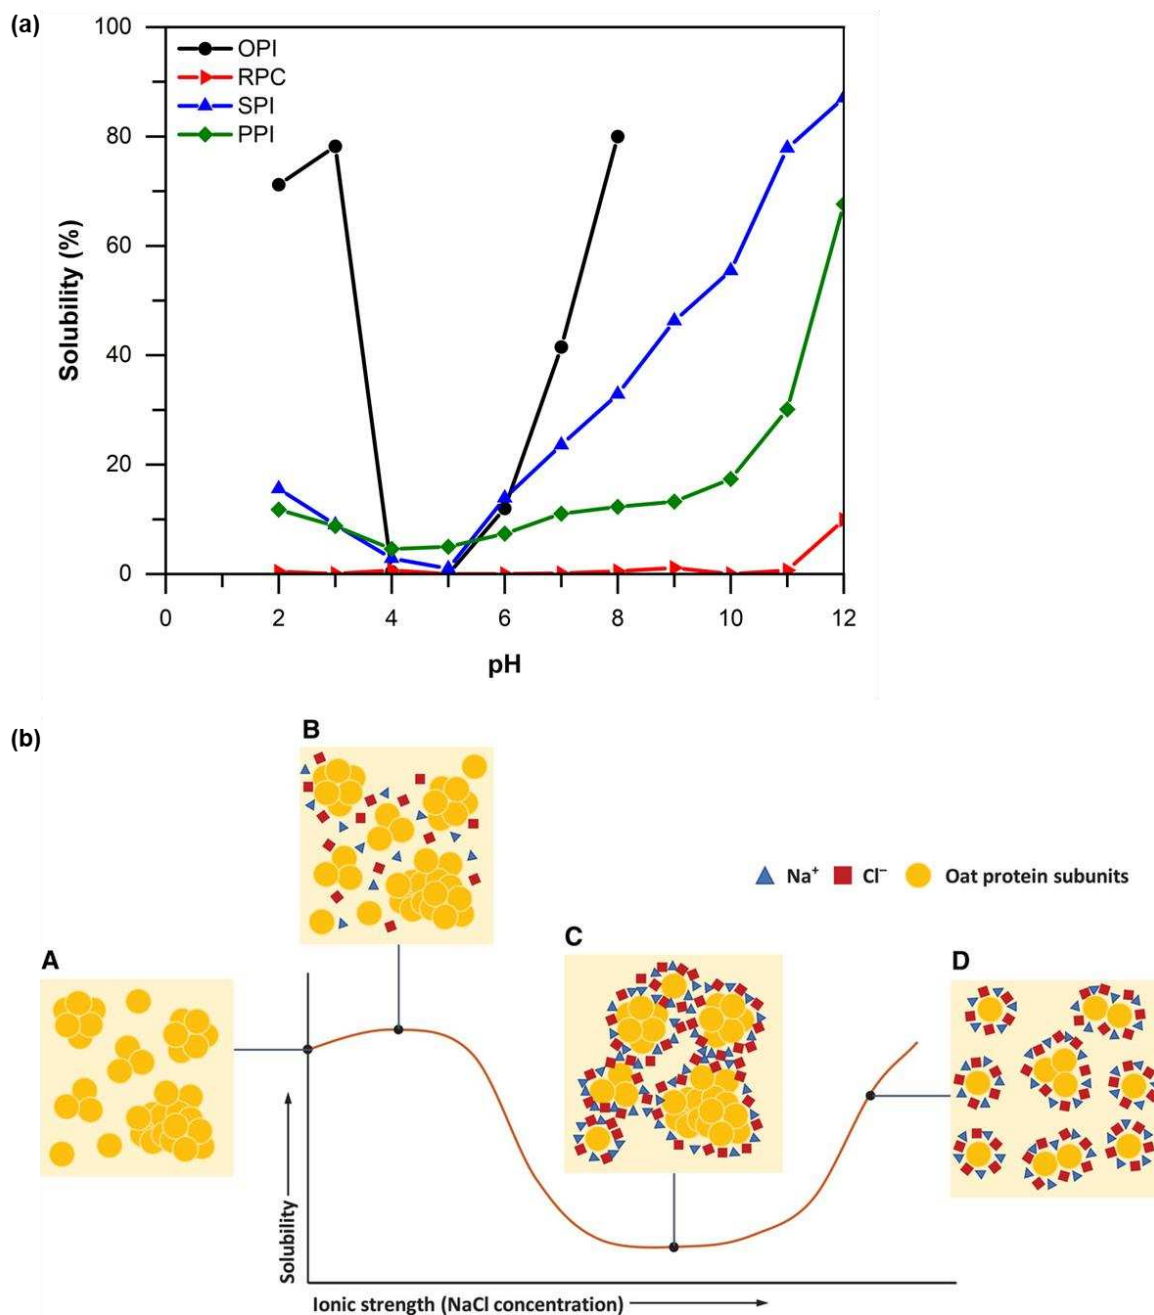 (a)
100
80
60
40
20
0
Solubility (%)
OPI
RPC
SPI
PPI
0 2 4 6 8 10 12
pH
(b)
B
Na⁺ Cl⁻ Oat protein subunits
A
C
D
Solubility
Ionic strength (NaCl concentration)